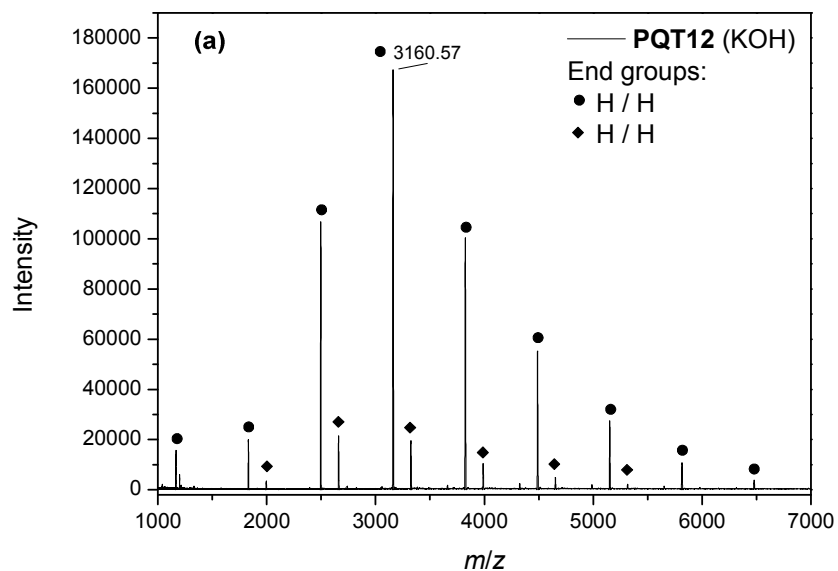 (a)
● 3160.57
PQT12 (KOH)
End groups:
● H / H
◆ H / H
180000
160000
140000
120000
100000
80000
60000
40000
20000
0
Intensity
1000 2000 3000 4000 5000 6000 7000
m/z